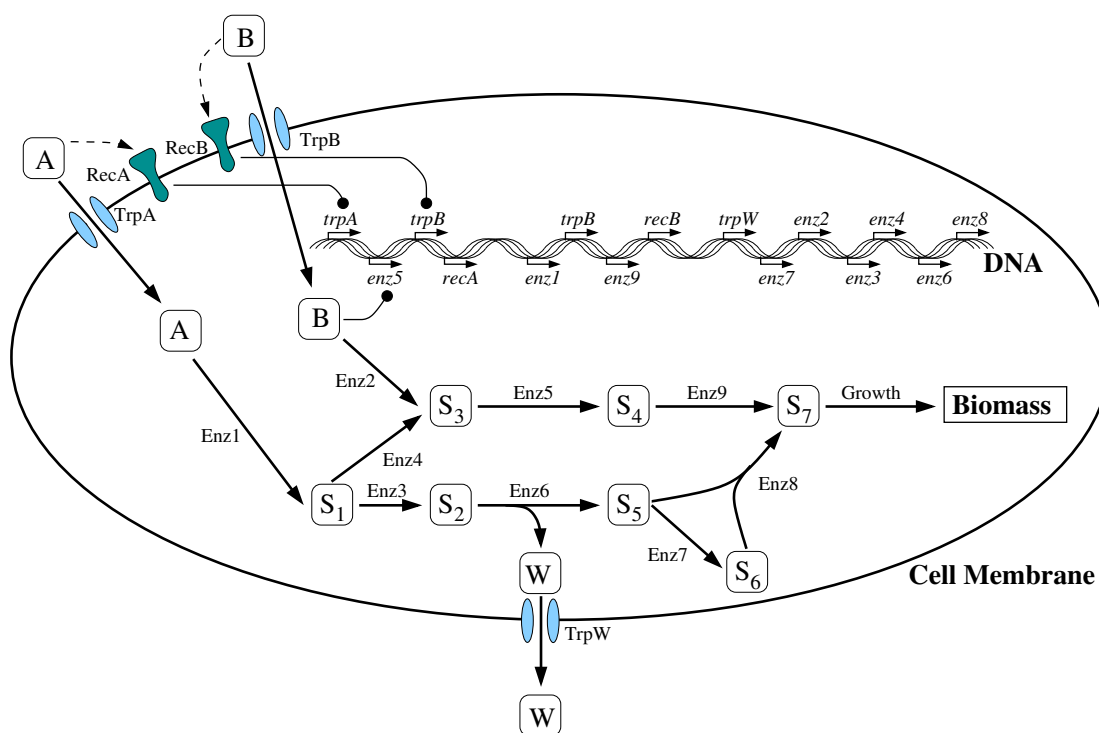 B
A
RecB
TrpB
RecA
TrpA
trpA
trpB
trpB
recB
trpW
enz2
enz4
enz8
enz5
recA
enz1
enz9
enz7
enz3
enz6
DNA
A
B
Enz2
Enz5
Enz9
Growth
S3
S4
S7
Biomass
Enz1
Enz4
Enz3
Enz6
Enz8
S1
S2
S5
Enz7
W
S6
Cell Membrane
TrpW
W